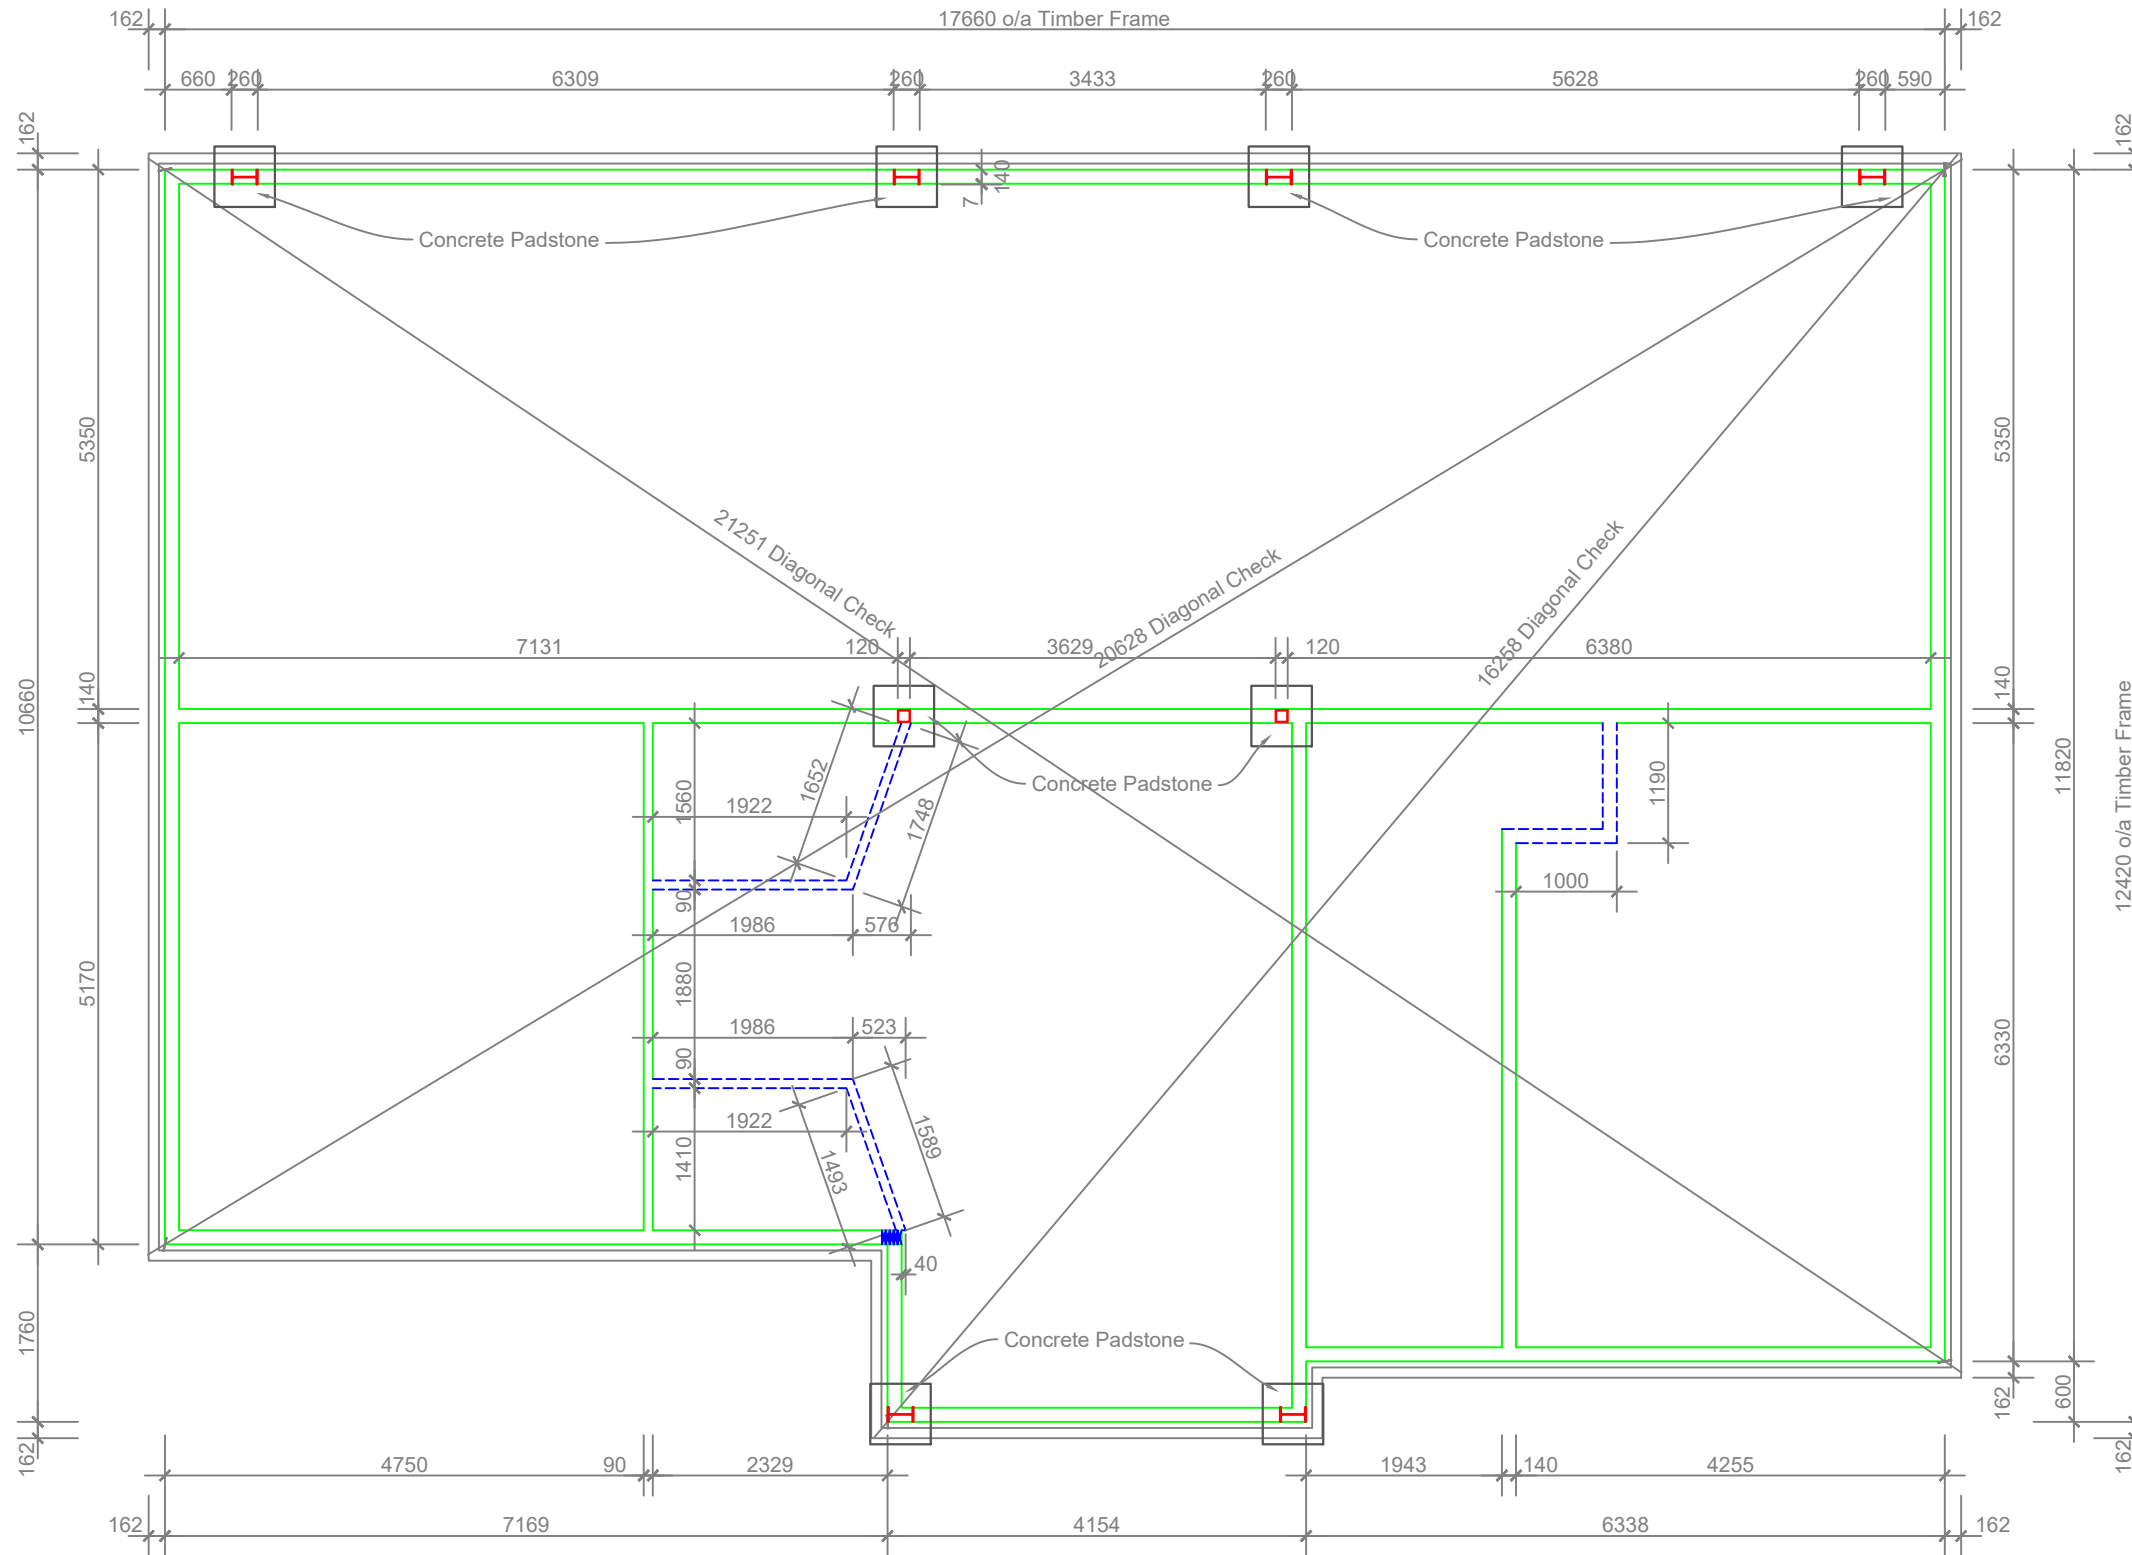 162 17660 o/a Timber Frame 162
660 260 6309 260 3433 260 5628 260 590
162
162
140
7
Concrete Padstone
Concrete Padstone
5350
5350
21251 Diagonal Check
20628 Diagonal Check
16258 Diagonal Check
7131 120 3629 120 6380
10660
140
140
11820
12420 o/a Timber Frame
Concrete Padstone
1652
1560
1922
1748
1190
1000
90
1986 576
5170
1880
6330
1986 523
90
1922
1589
1493
1410
40
1760
Concrete Padstone
162
600
162
162
4750 90 2329 1943 140 4255
162 7169 4154 6338 162